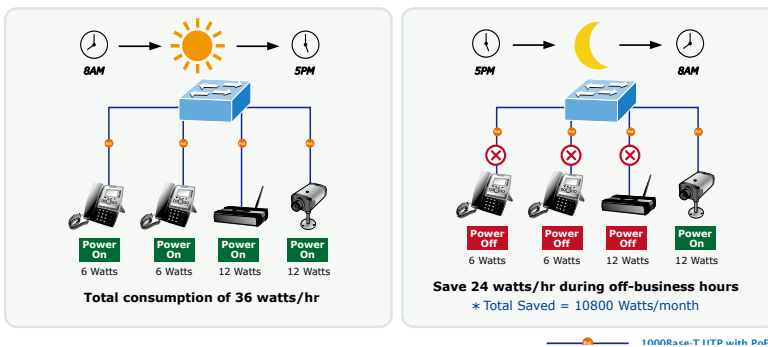 8AM
5PM
Power On
Power On
Power On
Power On
6 Watts
6 Watts
12 Watts
12 Watts
Total consumption of 36 watts/hr
5PM
8AM
Power Off
Power Off
Power Off
Power On
6 Watts
6 Watts
12 Watts
12 Watts
Save 24 watts/hr during off-business hours
* Total Saved = 10800 Watts/month
1000Base-T UTP with PoE